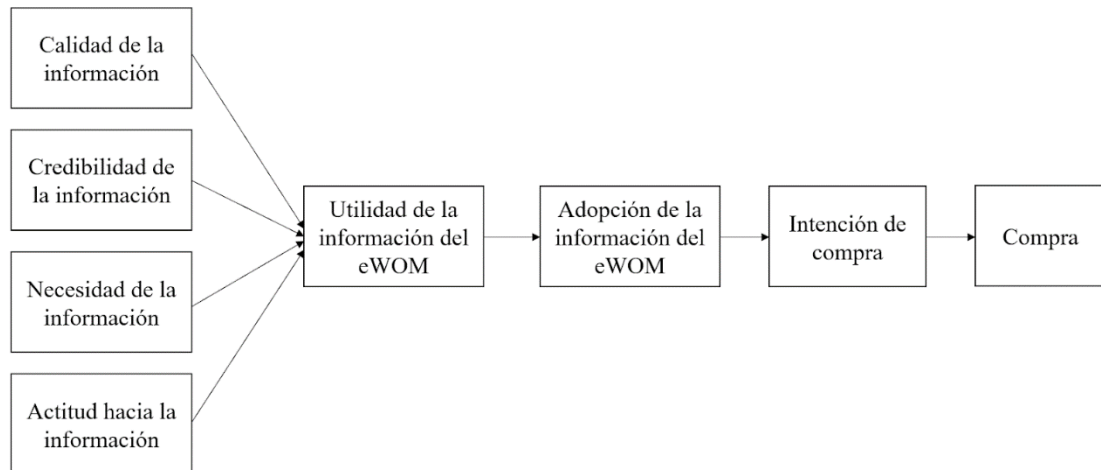 Calidad de la
información
Credibilidad de
la información
Necesidad de la
información
Actitud hacia la
información
Utilidad de la
información del
eWOM
Adopción de la
información del
eWOM
Intención de
compra
Compra